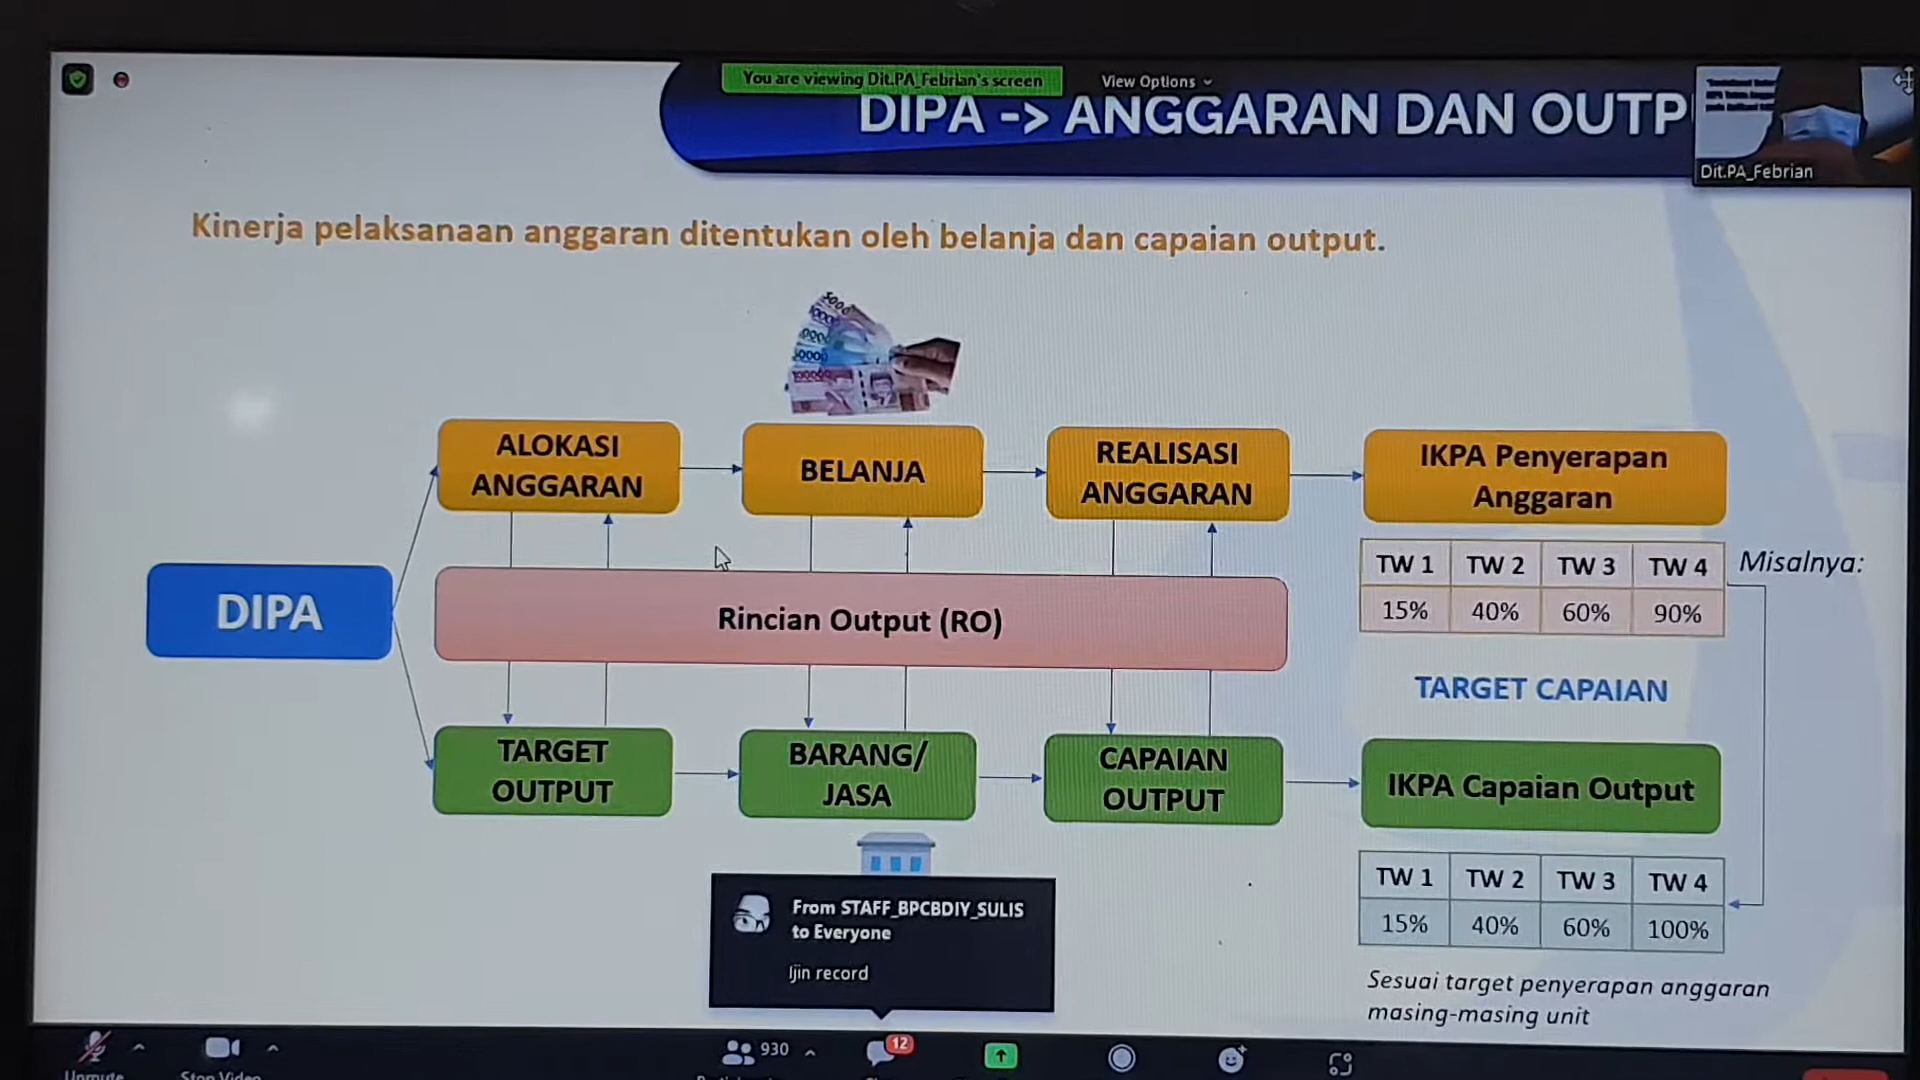 You are viewing Dit.PA_Febrian's screen
View Options
DIPA -> ANGGARAN DAN OUTP
Dit.PA_Febrian
Kinerja pelaksanaan anggaran ditentukan oleh belanja dan capaian output.
ALOKASI
ANGGARAN
BELANJA
REALISASI
ANGGARAN
IKPA Penyerapan
Anggaran
TW 1 TW 2 TW 3 TW 4
15% 40% 60% 90%
Misalnya:
DIPA
Rincian Output (RO)
TARGET CAPAIAN
TARGET
OUTPUT
BARANG/
JASA
CAPAIAN
OUTPUT
IKPA Capaian Output
TW 1 TW 2 TW 3 TW 4
15% 40% 60% 100%
Sesuai target penyerapan anggaran
masing-masing unit
From STAFF_BPCBDIY_SULIS
to Everyone
Ijin record
930
12
Unmute
Stop Video